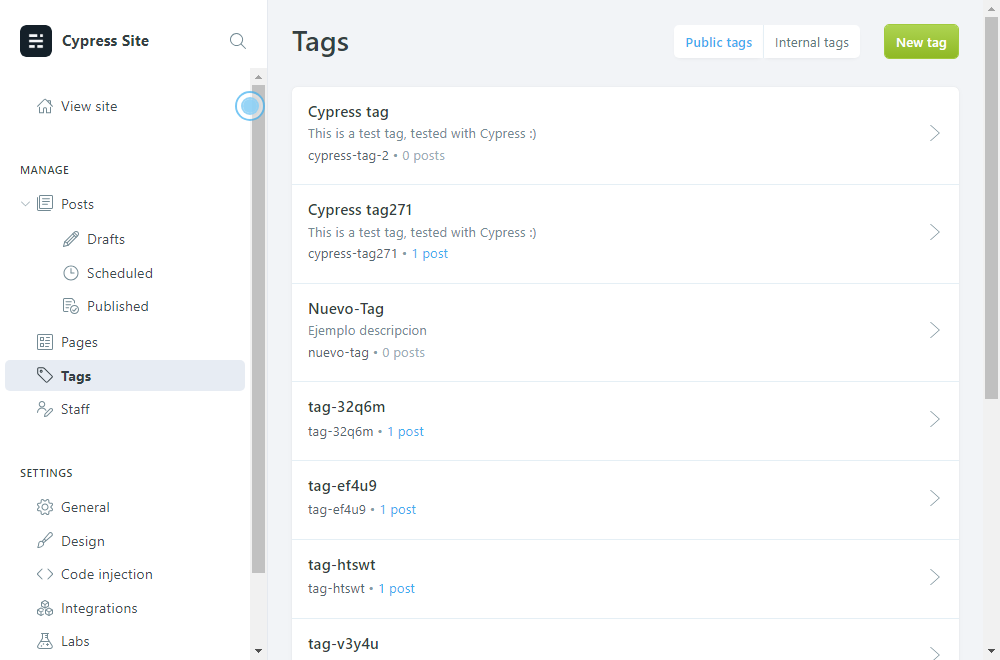 Cypress Site
View site
MANAGE
Posts
Drafts
Scheduled
Published
Pages
Tags
Staff
SETTINGS
General
Design
Code injection
Integrations
Labs
Tags
Public tags
Internal tags
New tag
Cypress tag
This is a test tag, tested with Cypress :)
cypress-tag-2 • 0 posts
Cypress tag271
This is a test tag, tested with Cypress :)
cypress-tag271 • 1 post
Nuevo-Tag
Ejemplo descripcion
nuevo-tag • 0 posts
tag-32q6m
tag-32q6m • 1 post
tag-ef4u9
tag-ef4u9 • 1 post
tag-htswt
tag-htswt • 1 post
tag-v3y4u